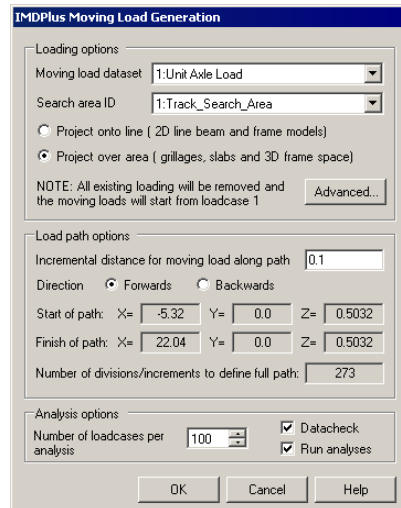 IMDPlus Moving Load Generation
Loading options
Moving load dataset 1:Unit Axle Load
Search area ID 1:Track_Search_Area
Project onto line ( 2D line beam and frame models)
Project over area ( grillages, slabs and 3D frame space)
NOTE: All existing loading will be removed and
the moving loads will start from loadcase 1
Advanced...
Load path options
Incremental distance for moving load along path 0.1
Direction Forwards Backwards
Start of path: X= -5.32 Y= 0.0 Z= 0.5032
Finish of path: X= 22.04 Y= 0.0 Z= 0.5032
Number of divisions/increments to define full path: 273
Analysis options
Number of loadcases per
analysis
100
Datacheck
Run analyses
OK Cancel Help